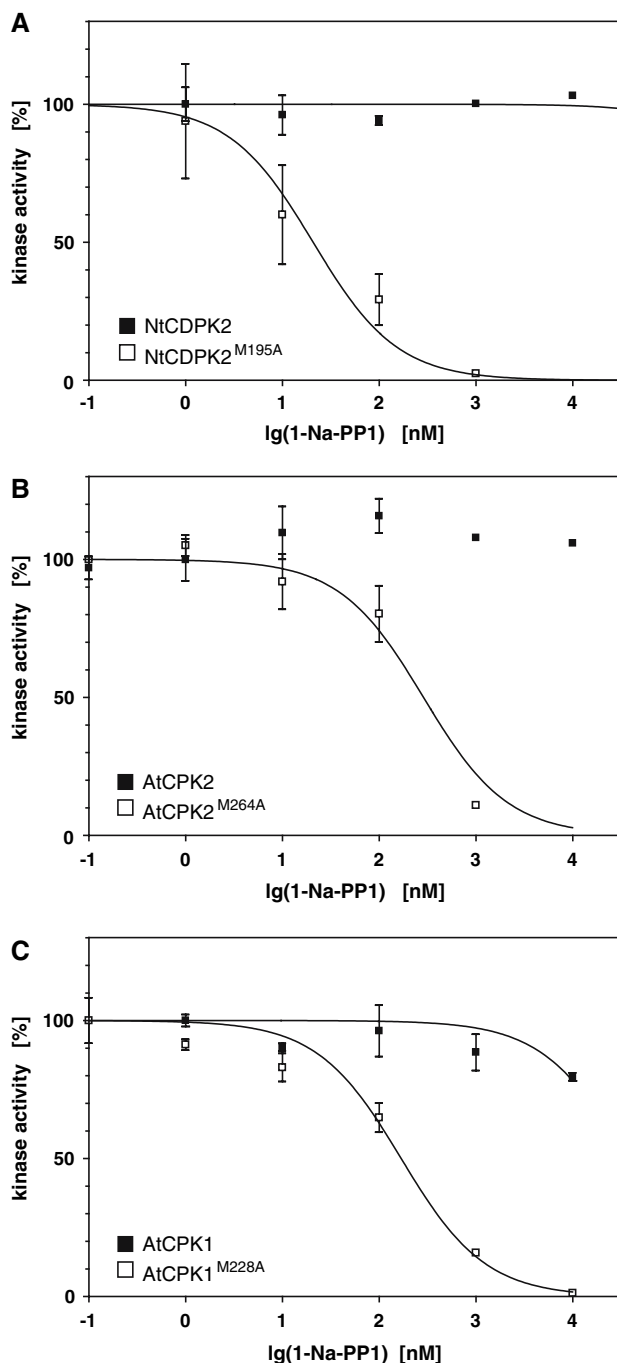 A
kinase activity [%]
100
50
0
NtCDPK2
NtCDPK2^M195A
-1 0 1 2 3 4
lg(1-Na-PP1) [nM]
B
kinase activity [%]
100
50
0
AtCPK2
AtCPK2^M264A
-1 0 1 2 3 4
lg(1-Na-PP1) [nM]
C
kinase activity [%]
100
50
0
AtCPK1
AtCPK1^M228A
-1 0 1 2 3 4
lg(1-Na-PP1) [nM]